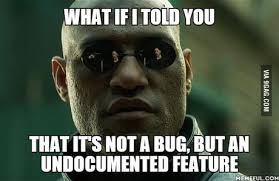 WHAT IF I TOLD YOU
VIA 9GAG.COM
THAT IT'S NOT A BUG, BUT AN
UNDOCUMENTED FEATURE
MEMEFUL.COM